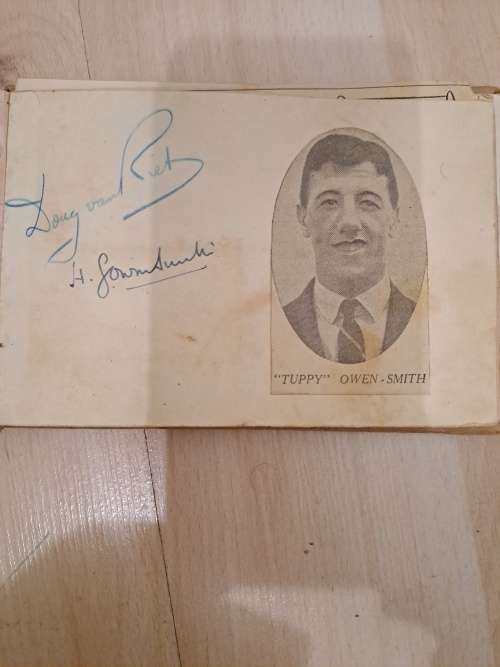 Doug van Riet
H. G. Owen Smith
"TUPPY" OWEN-SMITH